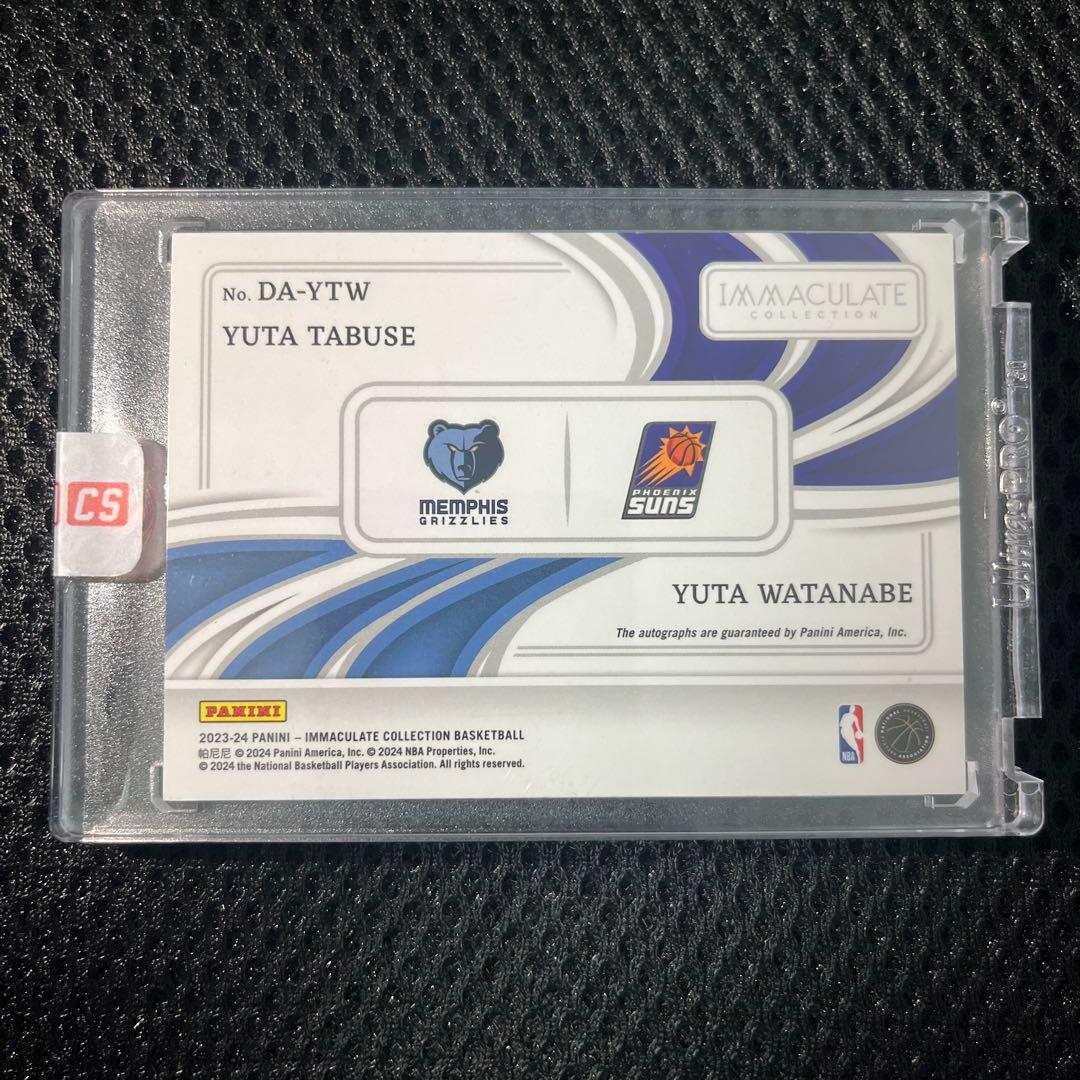 No. DA-YTW
YUTA TABUSE
IMMACULATE
COLLECTION
MEMPHIS
GRIZZLIES
PHOENIX
SUNS
CS
YUTA WATANABE
The autographs are guaranteed by Panini America, Inc.
PANINI
2023-24 PANINI – IMMACULATE COLLECTION BASKETBALL
帕尼尼 © 2024 Panini America, Inc. © 2024 NBA Properties, Inc.
© 2024 the National Basketball Players Association. All rights reserved.
NBA
Ultra•PRO®